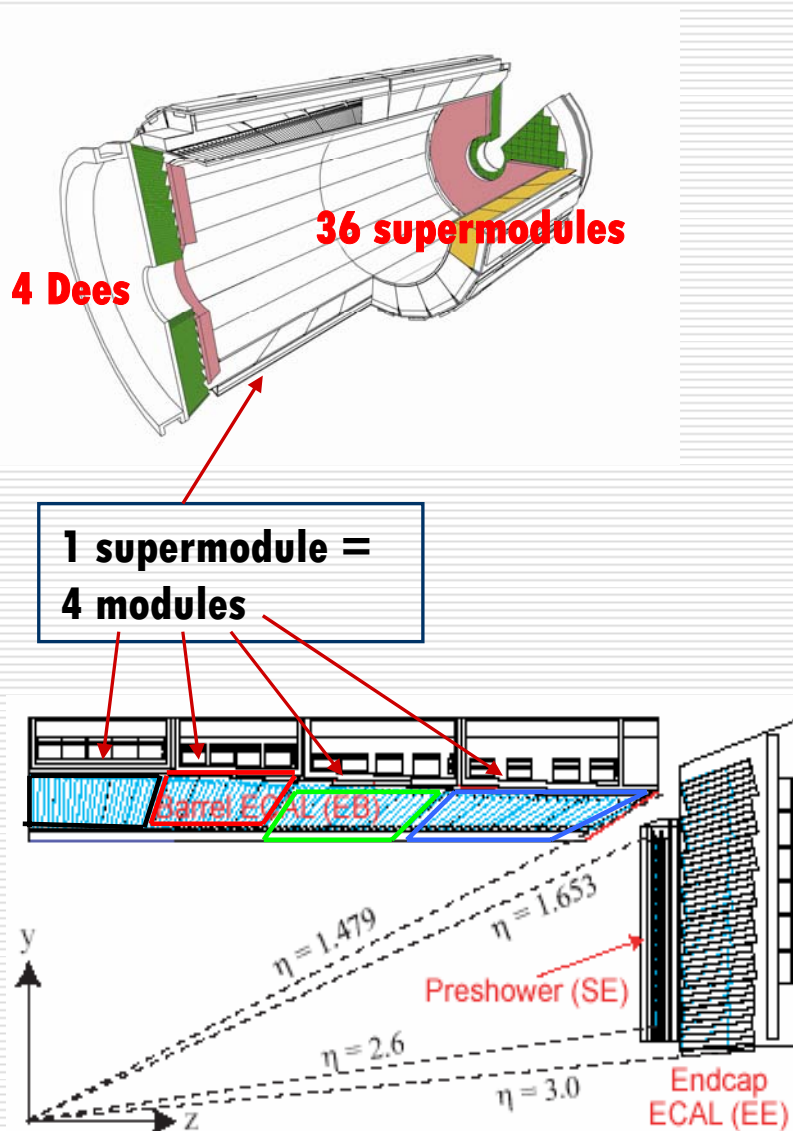 36 supermodules
4 Dees
1 supermodule =
4 modules
Barrel ECAL (EB)
y
η = 1.479
η = 1.653
Preshower (SE)
η = 2.6
η = 3.0
z
Endcap
ECAL (EE)